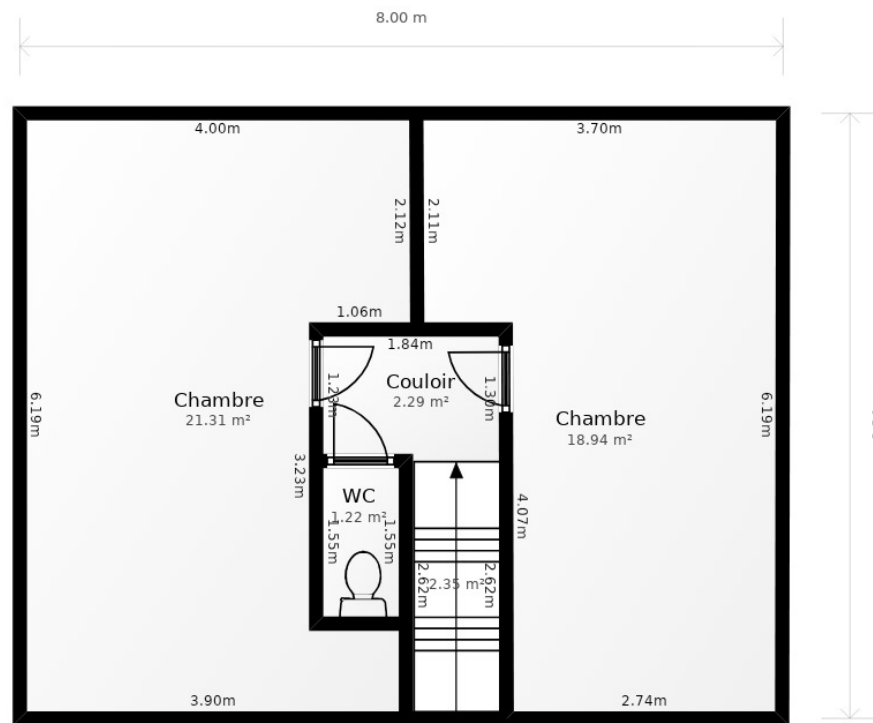 8.00 m
4.00m
3.70m
2.12m
2.11m
1.06m
1.84m
Chambre
21.31 m²
Couloir
2.29 m²
1.30m
Chambre
18.94 m²
6.19m
6.19m
3.23m
WC
1.22 m²
1.55m
1.55m
4.07m
2.62m
2.35 m²
2.62m
3.90m
2.74m